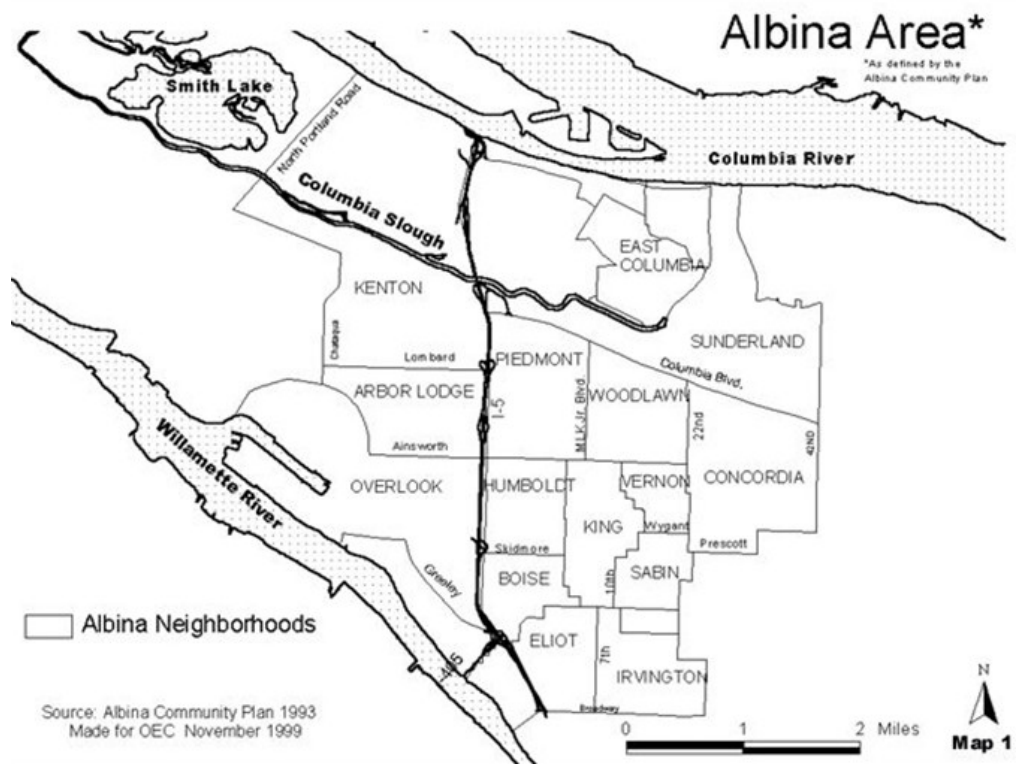 Albina Area*
*As defined by the
Albina Community Plan
Smith Lake
North Portland Road
Columbia River
Columbia Slough
EAST
COLUMBIA
KENTON
SUNDERLAND
Chataqua
Lombard
PIEDMONT
Columbia Blvd.
ARBOR LODGE
I-5
MLK Jr. Blvd.
WOODLAWN
22nd
42ND
Ainsworth
Willamette River
OVERLOOK
HUMBOLDT
VERNON
CONCORDIA
KING
Wygant
Prescott
Skidmore
BOISE
10th
SABIN
Greeley
Albina Neighborhoods
ELIOT
7th
IRVINGTON
I-405
Broadway
Source: Albina Community Plan 1993
Made for OEC November 1999
0 1 2 Miles
N
Map 1